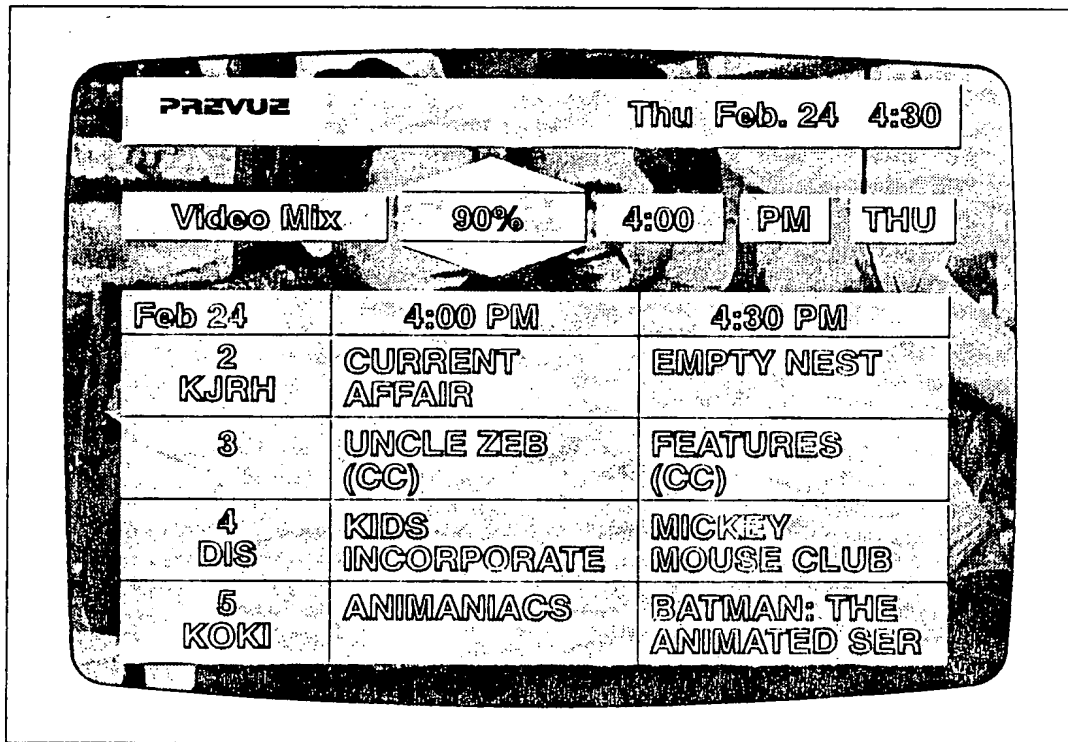 PREVUE Thu Feb. 24 4:30
Video Mix 90% 4:00 PM THU
Feb 24 4:00 PM 4:30 PM
2
KJRH
CURRENT
AFFAIR
EMPTY NEST
3
UNCLE ZEB
(CC)
FEATURES
(CC)
4
DIS
KIDS
INCORPORATE
MICKEY
MOUSE CLUB
5
KOKI
ANIMANIACS
BATMAN: THE
ANIMATED SER